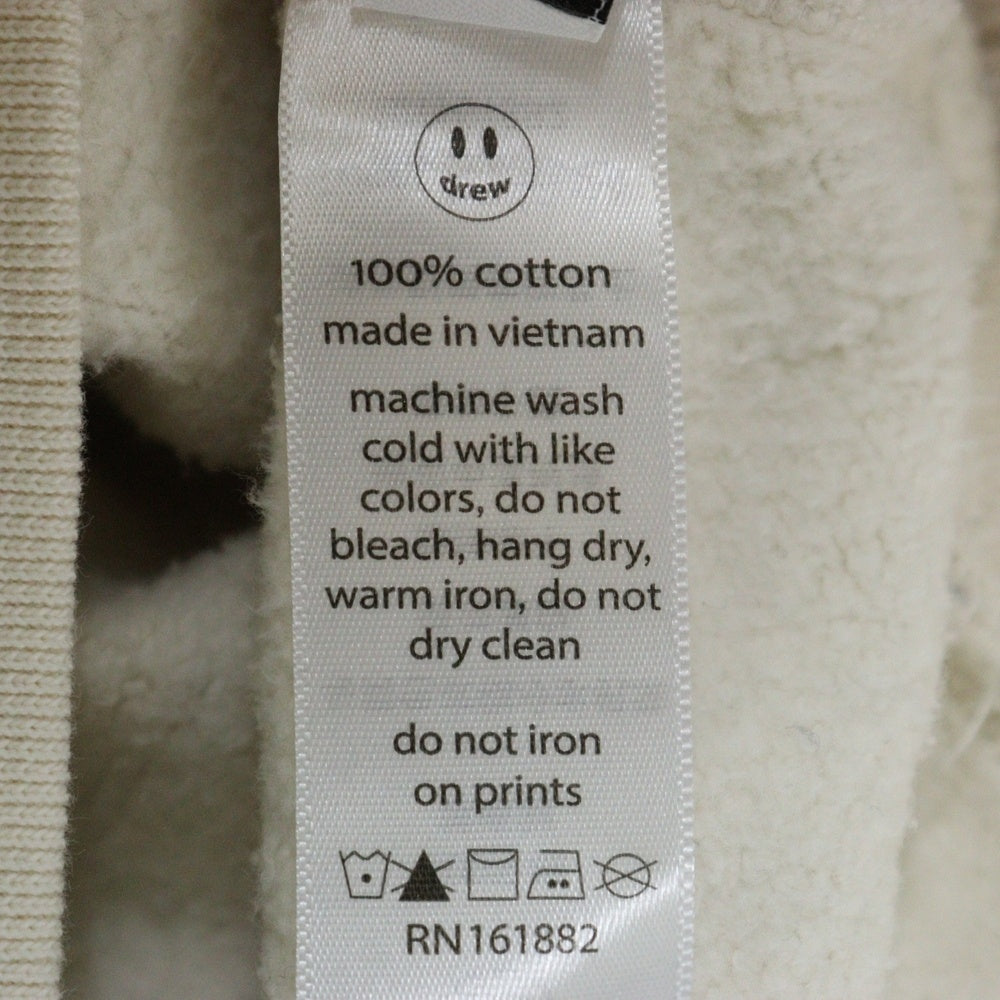 drew
100% cotton
made in vietnam
machine wash
cold with like
colors, do not
bleach, hang dry,
warm iron, do not
dry clean
do not iron
on prints
RN161882